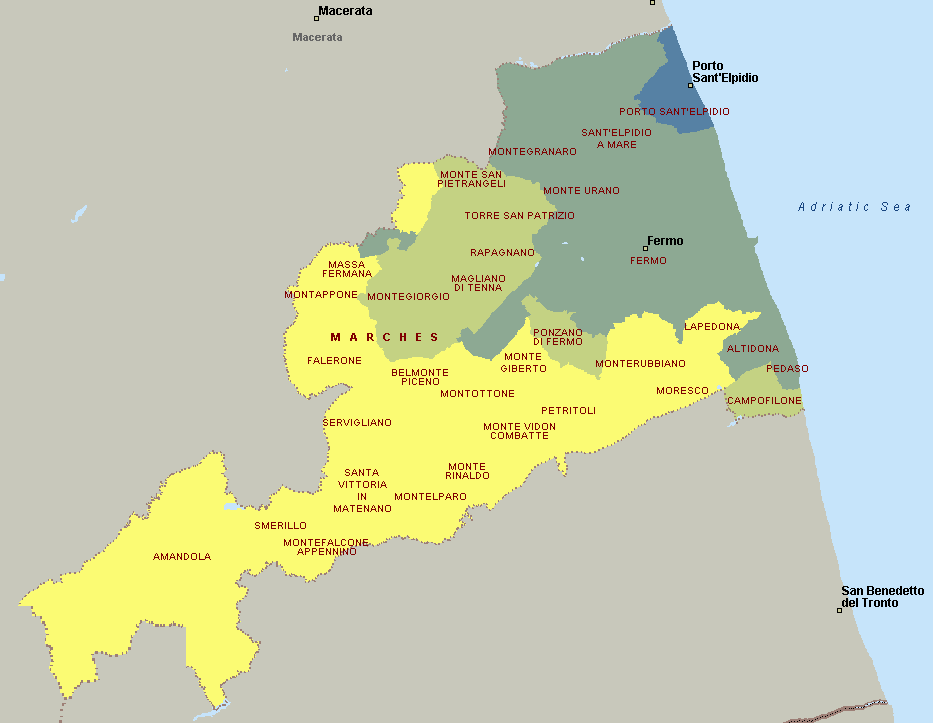 Macerata
Macerata
Porto
Sant'Elpidio
PORTO SANT'ELPIDIO
SANT'ELPIDIO
A MARE
MONTEGRANARO
MONTE SAN
PIETRANGELI
MONTE URANO
Adriatic Sea
TORRE SAN PATRIZIO
Fermo
RAPAGNANO
FERMO
MASSA
FERMANA
MAGLIANO
DI TENNA
MONTAPPONE
MONTEGIORGIO
LAPEDONA
MARCHES
PONZANO
DI FERMO
ALTIDONA
FALERONE
MONTE
GIBERTO
MONTERUBBIANO
PEDASO
BELMONTE
PICENO
MONTOTTONE
MORESCO
CAMPOFILONE
PETRITOLI
SERVIGLIANO
MONTE VIDON
COMBATTE
MONTE
RINALDO
SANTA
VITTORIA
IN
MATENANO
MONTELPARO
SMERILLO
MONTEFALCONE
APPENNINO
AMANDOLA
San Benedetto
del Tronto